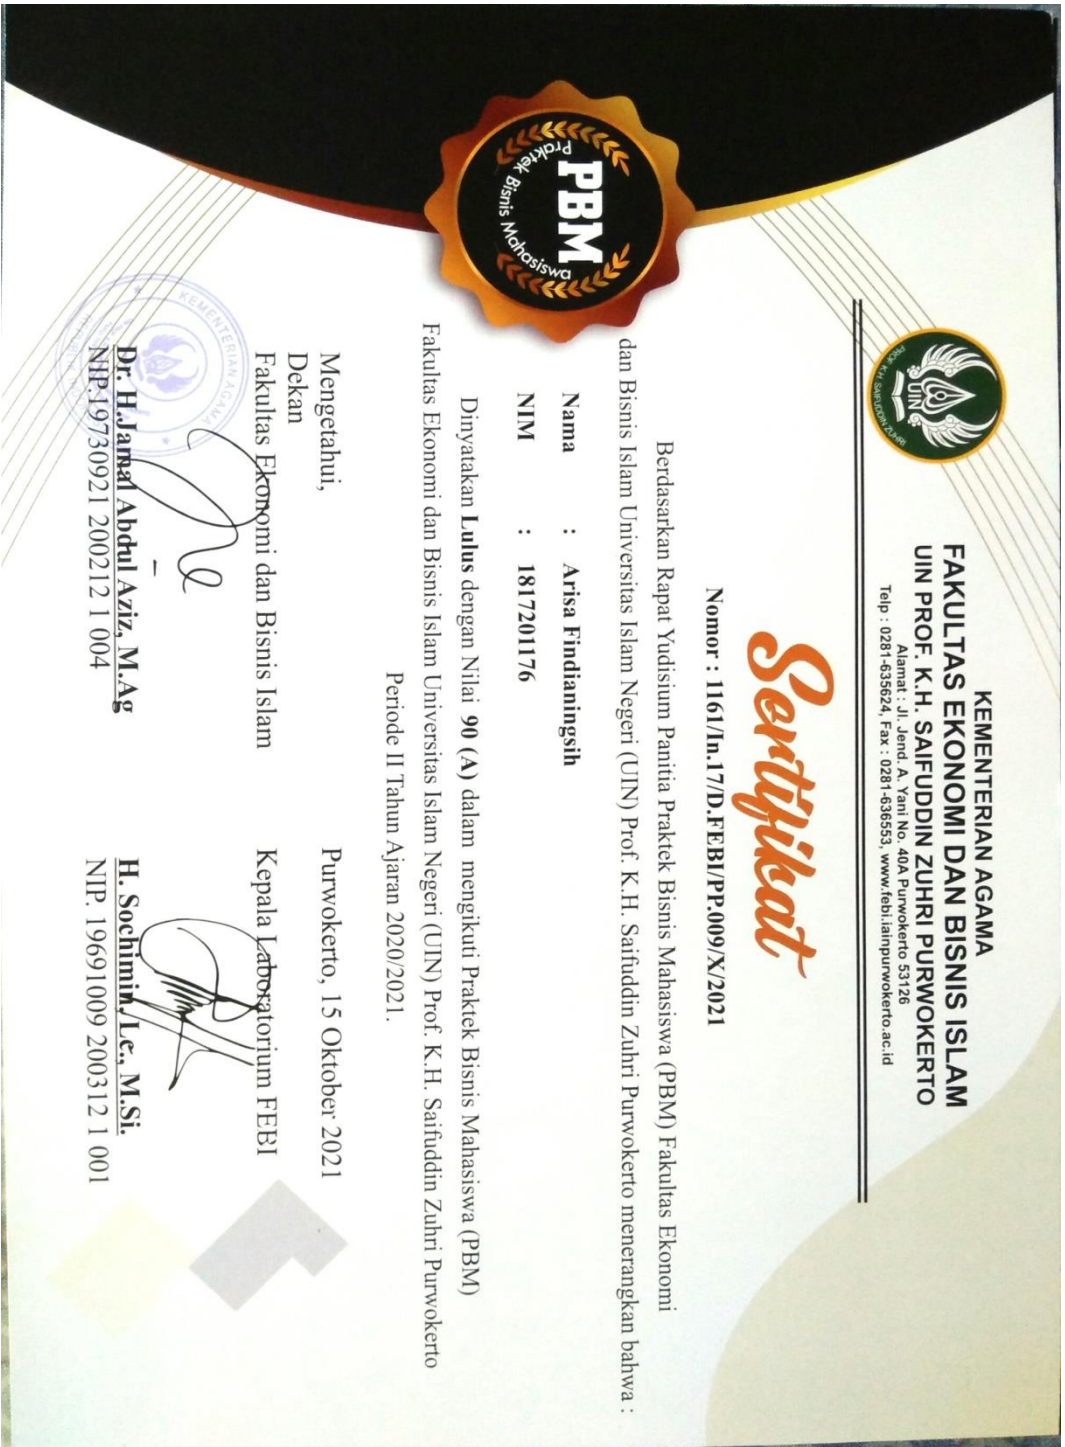 KEMENTERIAN AGAMA
FAKULTAS EKONOMI DAN BISNIS ISLAM
UIN PROF. K.H. SAIFUDDIN ZUHRI PURWOKERTO
Alamat : Jl. Jend. A. Yani No. 40A Purwokerto 53126
Telp : 0281-635624, Fax : 0281-636553, www.febi.iainpurwokerto.ac.id
UIN
PROF. K.H. SAIFUDDIN ZUHRI
PBM
Praktek Bisnis Mahasiswa
Sertifikat
Nomor : 1161/In.17/D.FEBI/PP.009/X/2021
Berdasarkan Rapat Yudisium Panitia Praktek Bisnis Mahasiswa (PBM) Fakultas Ekonomi
dan Bisnis Islam Universitas Islam Negeri (UIN) Prof. K.H. Saifuddin Zuhri Purwokerto menerangkan bahwa :
Nama : Arisa Findianingsih
NIM : 1817201176
Dinyatakan Lulus dengan Nilai 90 (A) dalam mengikuti Praktek Bisnis Mahasiswa (PBM)
Fakultas Ekonomi dan Bisnis Islam Universitas Islam Negeri (UIN) Prof. K.H. Saifuddin Zuhri Purwokerto
Periode II Tahun Ajaran 2020/2021.
Mengetahui,
Dekan
Fakultas Ekonomi dan Bisnis Islam
KEMENTERIAN AGAMA
Dr. H.Jamal Abdul Aziz, M.Ag
NIP.19730921 200212 1 004
Purwokerto, 15 Oktober 2021
Kepala Laboratorium FEBI
H. Sochimin, Lc., M.Si.
NIP. 19691009 200312 1 001